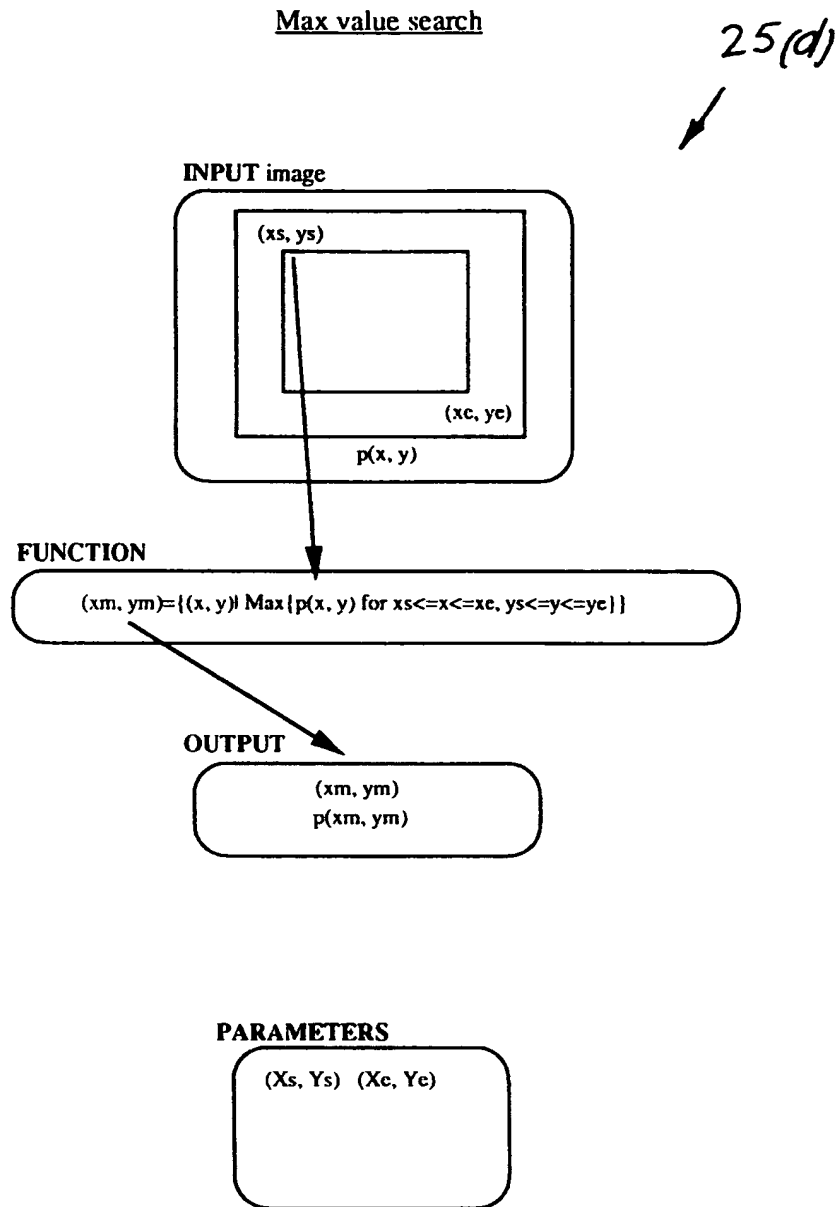 Max value search
25(d)
INPUT image
(xs, ys)
(xe, ye)
p(x, y)
FUNCTION
(xm, ym)={(x, y)| Max{p(x, y) for xs<=x<=xe, ys<=y<=ye}}
OUTPUT
(xm, ym)
p(xm, ym)
PARAMETERS
(Xs, Ys) (Xe, Ye)